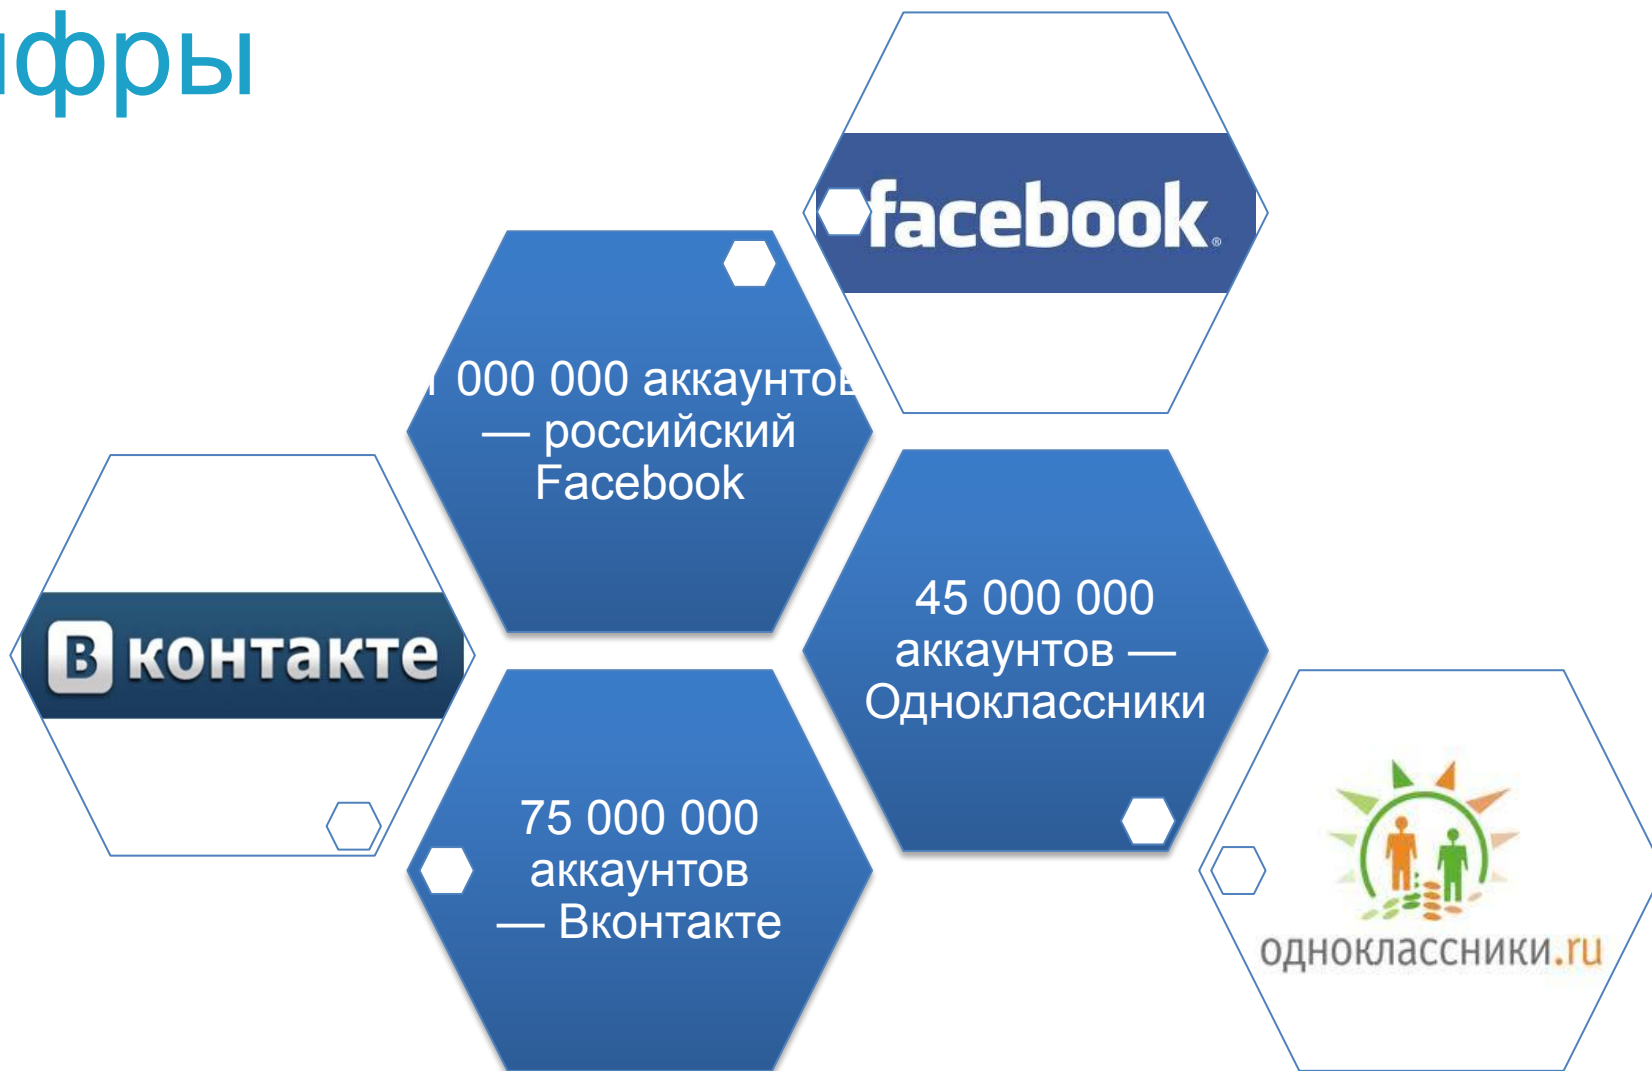 facebook
000 000 аккаунтов
— российский
Facebook
45 000 000
аккаунтов —
Одноклассники
В контакте
75 000 000
аккаунтов
— Вконтакте
одноклассники.ru